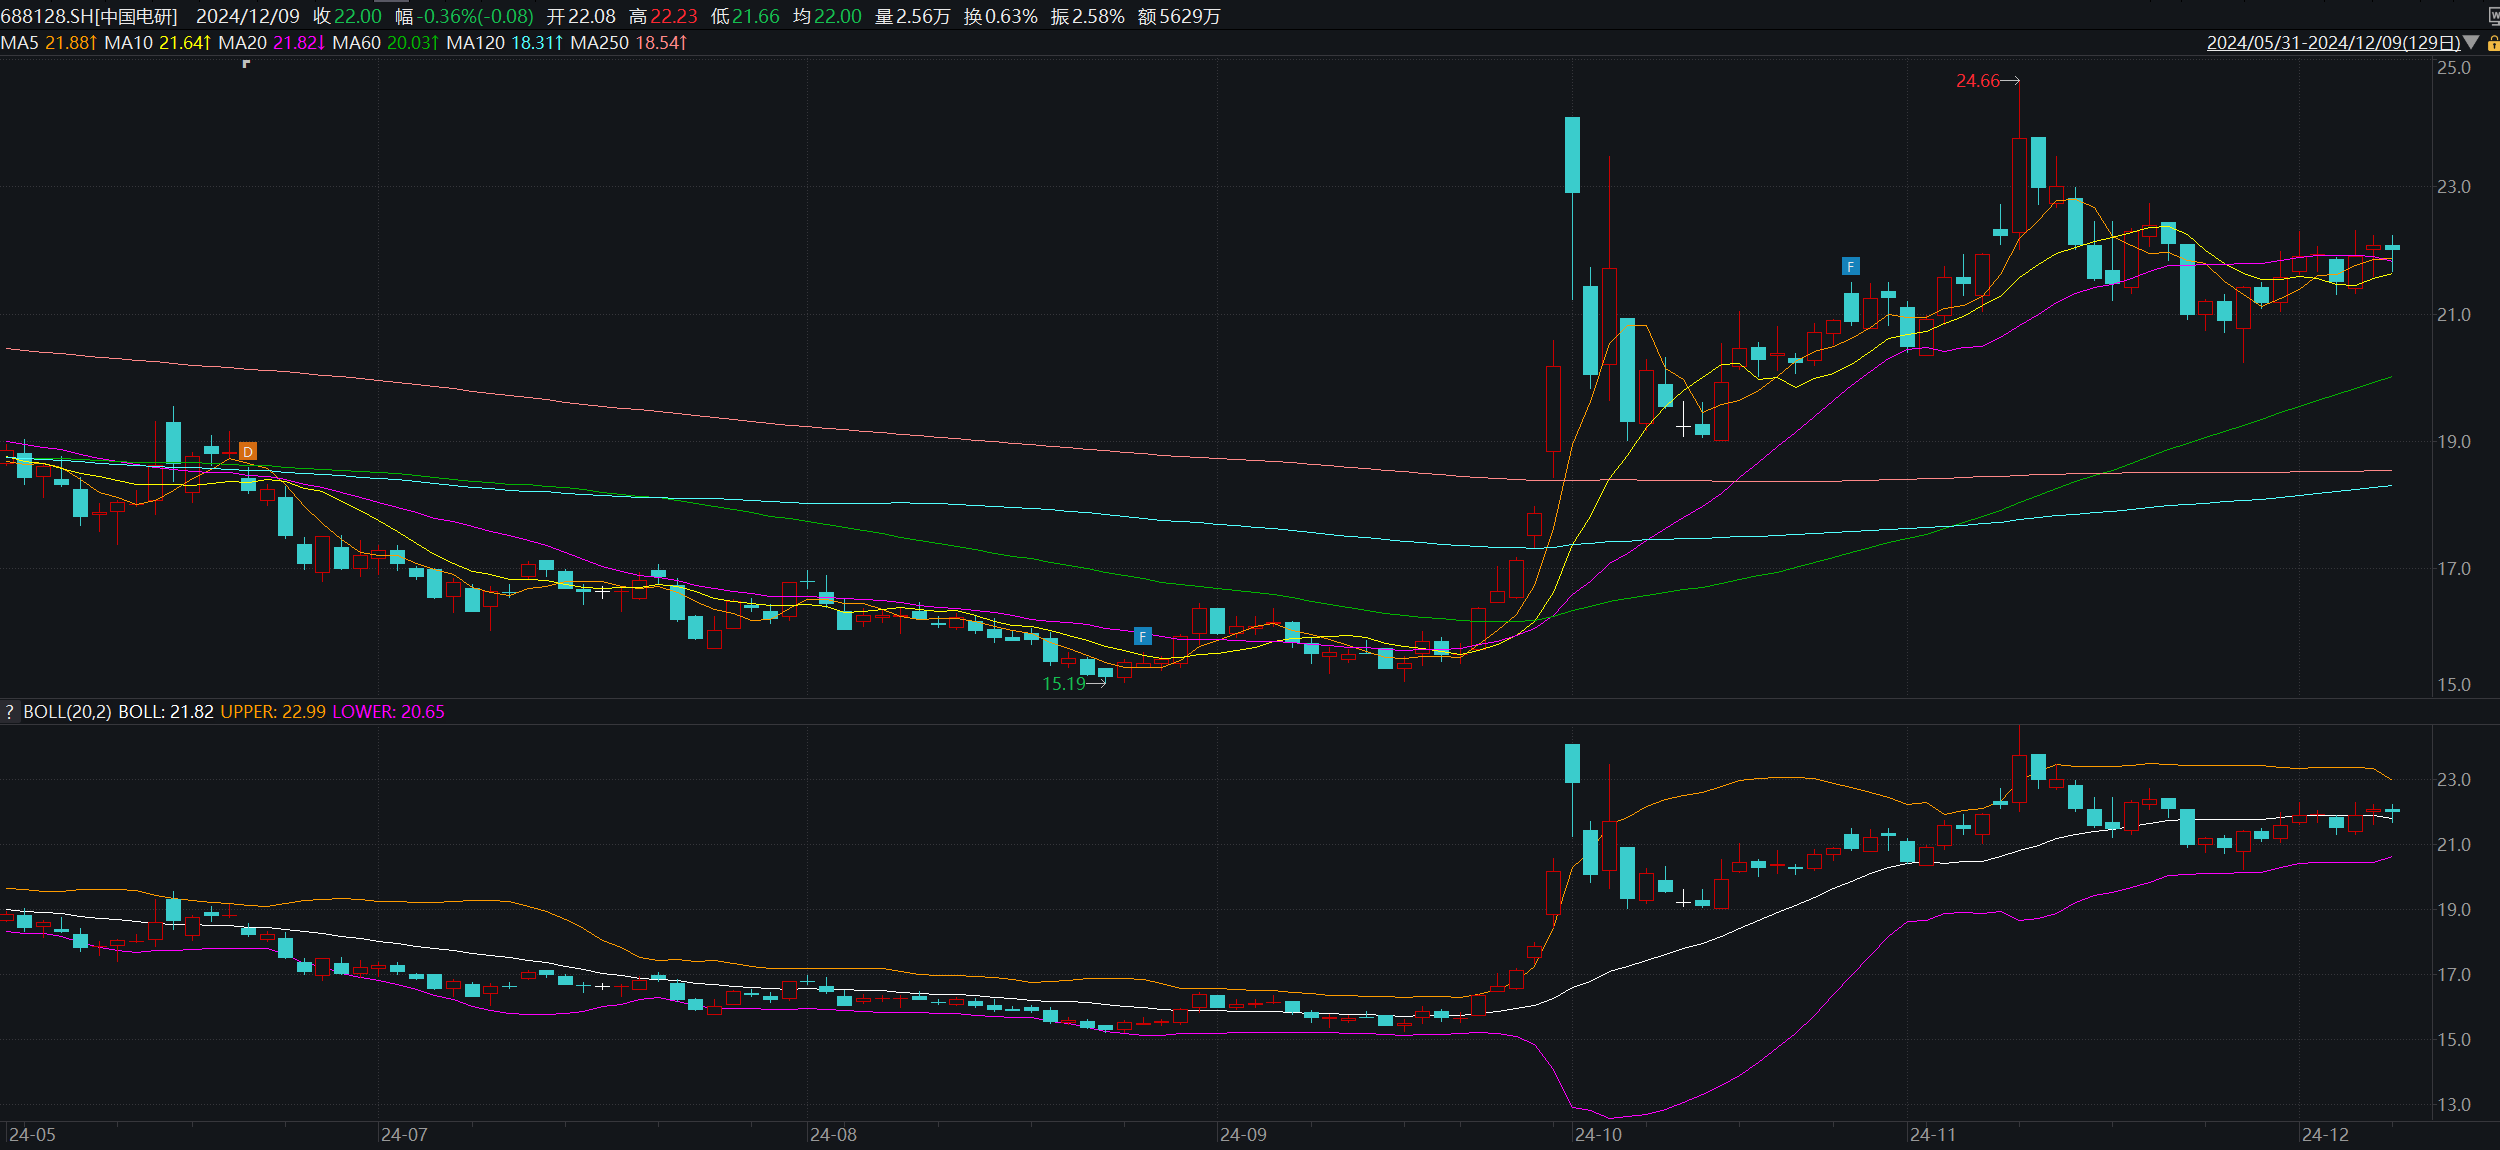 688128.SH[中国电研] 2024/12/09 收22.00 幅-0.36%(-0.08) 开22.08 高22.23 低21.66 均22.00 量2.56万 换0.63% 振2.58% 额5629万
MA5 21.88↑ MA10 21.64↑ MA20 21.82↓ MA60 20.03↑ MA120 18.31↑ MA250 18.54↑
2024/05/31-2024/12/09(129日)
25.0
24.66
23.0
F
21.0
19.0
D
17.0
F
15.19
15.0
? BOLL(20,2) BOLL: 21.82 UPPER: 22.99 LOWER: 20.65
23.0
21.0
19.0
17.0
15.0
13.0
24-05 24-07 24-08 24-09 24-10 24-11 24-12